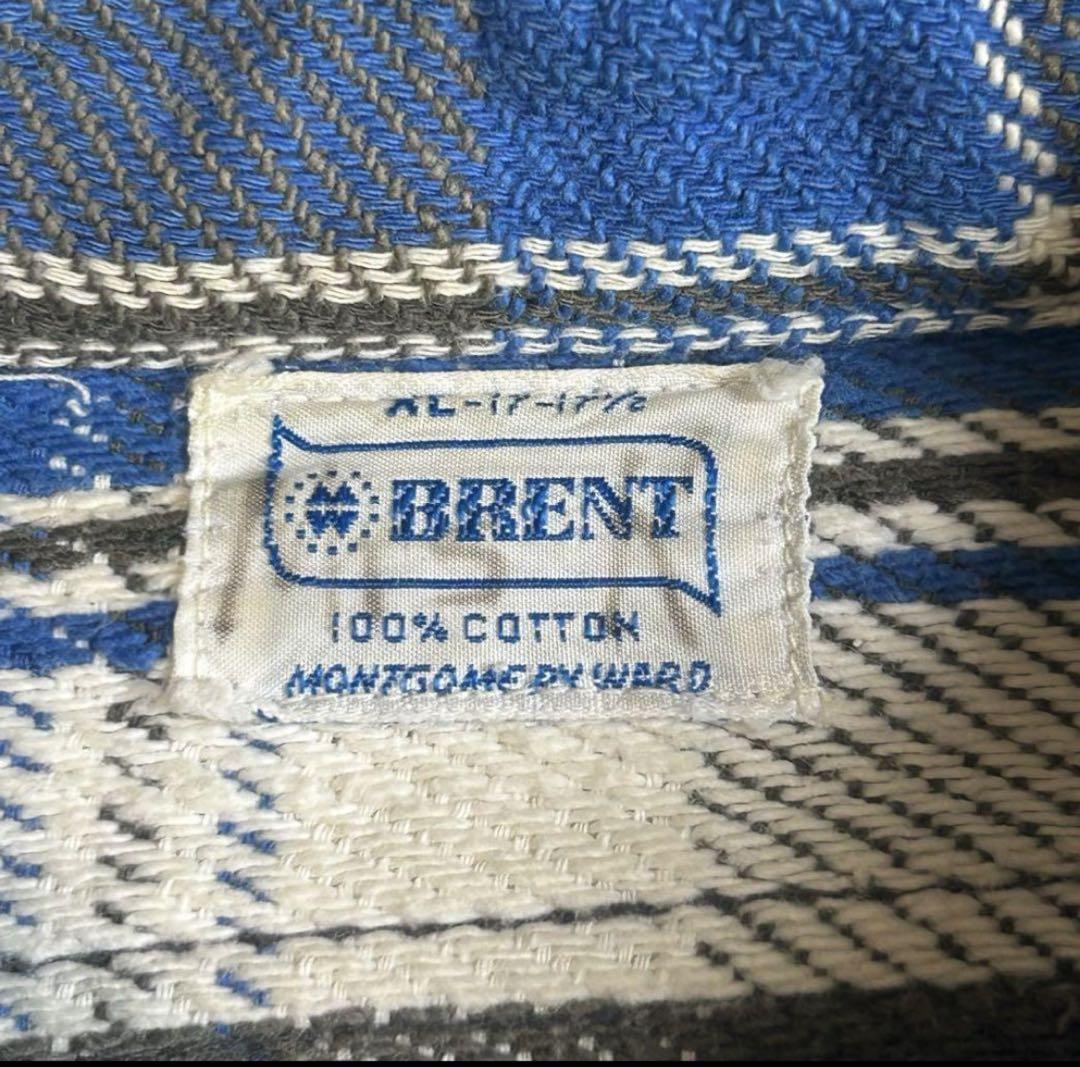 XL-17-17½
BRENT
100% COTTON
MONTGOMERY WARD